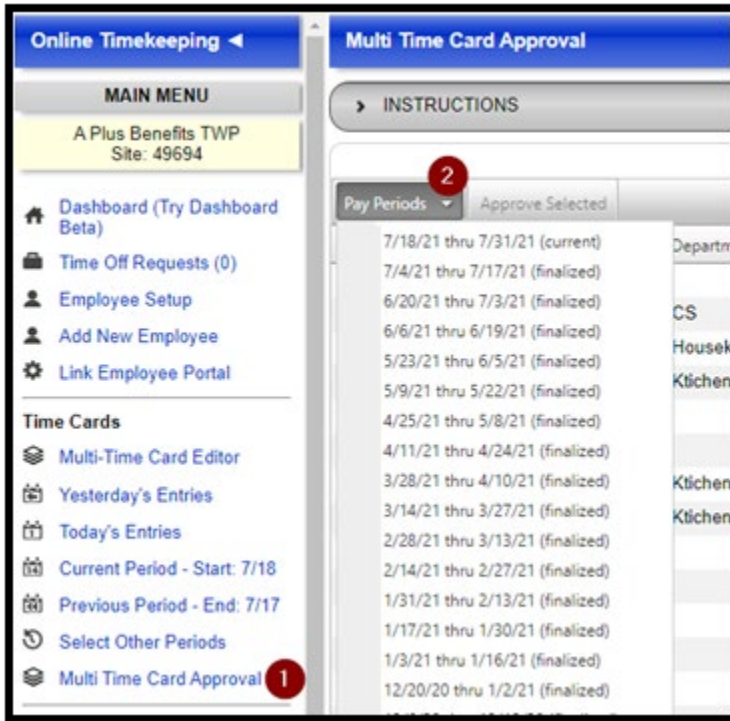 Online Timekeeping ◄
MAIN MENU
A Plus Benefits TWP
Site: 49694
Dashboard (Try Dashboard
Beta)
Time Off Requests (0)
Employee Setup
Add New Employee
Link Employee Portal
Time Cards
Multi-Time Card Editor
Yesterday's Entries
Today's Entries
Current Period - Start: 7/18
Previous Period - End: 7/17
Select Other Periods
Multi Time Card Approval 1
Multi Time Card Approval
INSTRUCTIONS
2
Pay Periods Approve Selected
7/18/21 thru 7/31/21 (current)
7/4/21 thru 7/17/21 (finalized)
6/20/21 thru 7/3/21 (finalized)
6/6/21 thru 6/19/21 (finalized)
5/23/21 thru 6/5/21 (finalized)
5/9/21 thru 5/22/21 (finalized)
4/25/21 thru 5/8/21 (finalized)
4/11/21 thru 4/24/21 (finalized)
3/28/21 thru 4/10/21 (finalized)
3/14/21 thru 3/27/21 (finalized)
2/28/21 thru 3/13/21 (finalized)
2/14/21 thru 2/27/21 (finalized)
1/31/21 thru 2/13/21 (finalized)
1/17/21 thru 1/30/21 (finalized)
1/3/21 thru 1/16/21 (finalized)
12/20/20 thru 1/2/21 (finalized)
Departm
CS
Housek
Ktichen
Ktichen
Ktichen